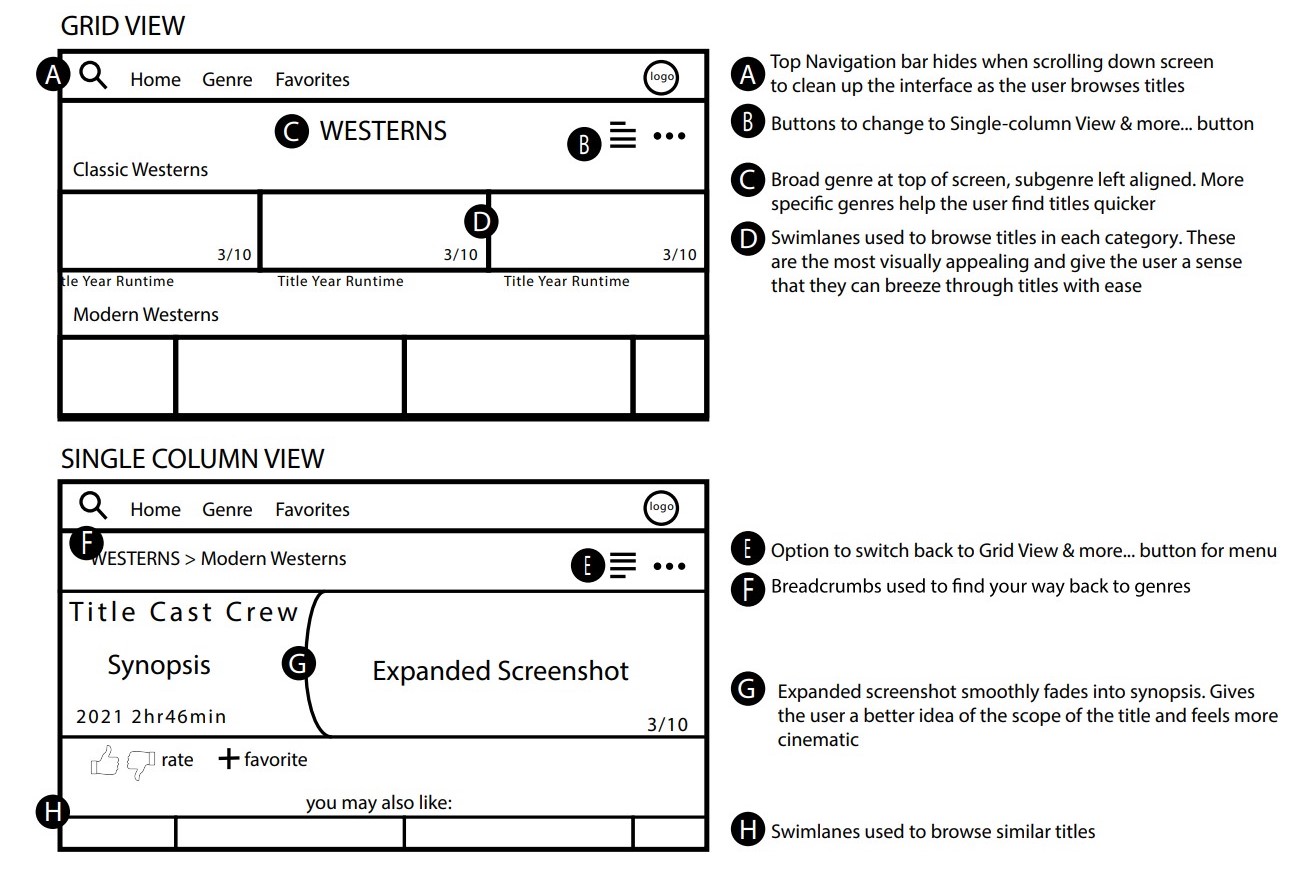 GRID VIEW
A
Home Genre Favorites
logo
C WESTERNS
B
Classic Westerns
D
3/10 3/10 3/10
tle Year Runtime Title Year Runtime Title Year Runtime
Modern Westerns
A Top Navigation bar hides when scrolling down screen
to clean up the interface as the user browses titles
B Buttons to change to Single-column View & more... button
C Broad genre at top of screen, subgenre left aligned. More
specific genres help the user find titles quicker
D Swimlanes used to browse titles in each category. These
are the most visually appealing and give the user a sense
that they can breeze through titles with ease
SINGLE COLUMN VIEW
Home Genre Favorites
logo
F
WESTERNS > Modern Westerns
E
Title Cast Crew
Synopsis
G
Expanded Screenshot
2021 2hr46min
3/10
rate + favorite
you may also like:
H
E Option to switch back to Grid View & more... button for menu
F Breadcrumbs used to find your way back to genres
G Expanded screenshot smoothly fades into synopsis. Gives
the user a better idea of the scope of the title and feels more
cinematic
H Swimlanes used to browse similar titles